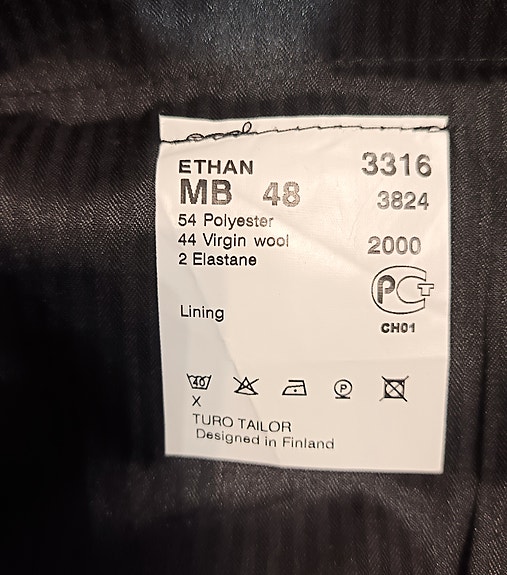 ETHAN 3316
MB 48 3824
54 Polyester
44 Virgin wool 2000
2 Elastane
PCT
Lining
CH01
40 P
X
TURO TAILOR
Designed in Finland